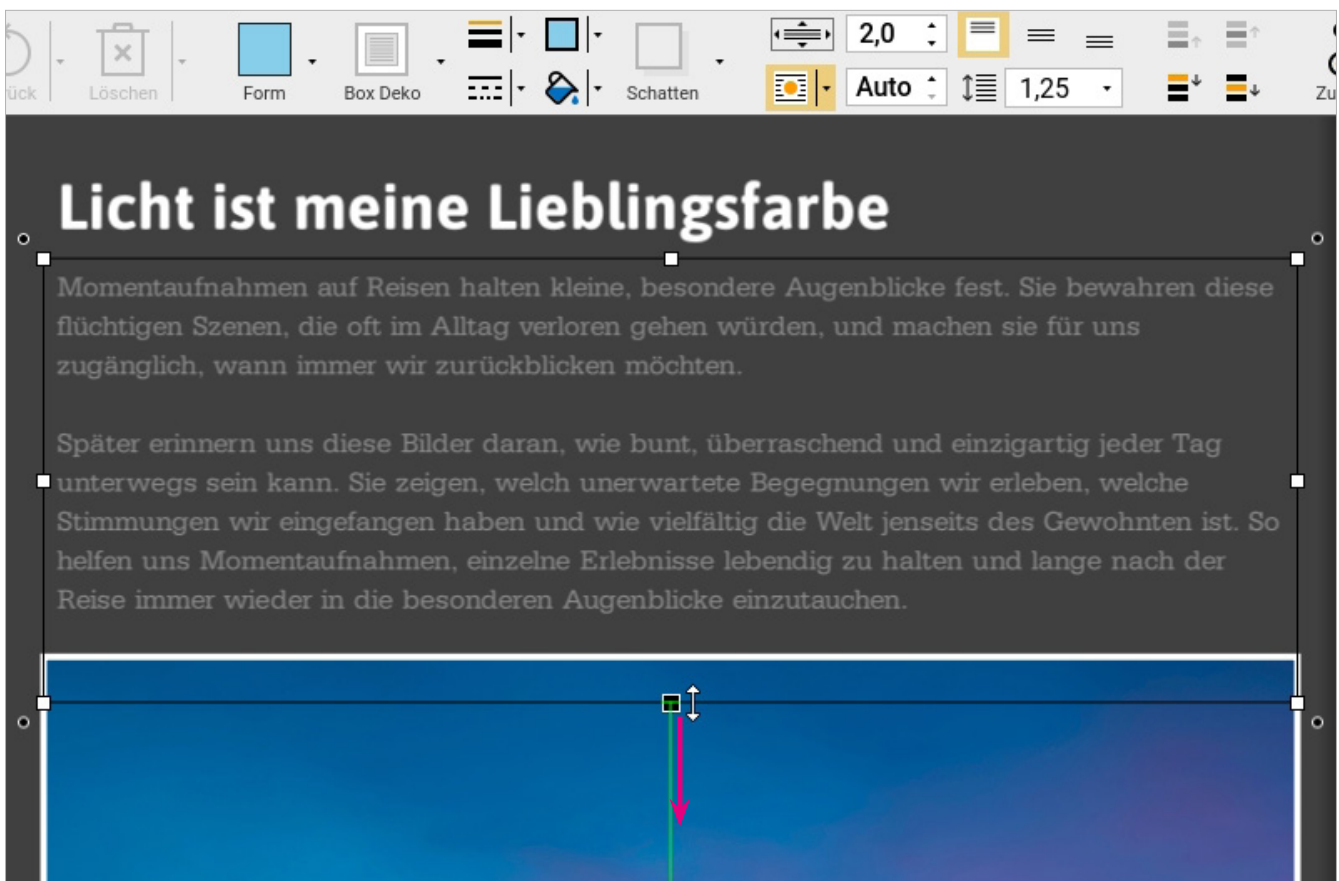 ück
Löschen
Form
Box Deko
Schatten
2,0
Auto
1,25
Zu
Licht ist meine Lieblingsfarbe
Momentaufnahmen auf Reisen halten kleine, besondere Augenblicke fest. Sie bewahren diese
flüchtigen Szenen, die oft im Alltag verloren gehen würden, und machen sie für uns
zugänglich, wann immer wir zurückblicken möchten.
Später erinnern uns diese Bilder daran, wie bunt, überraschend und einzigartig jeder Tag
unterwegs sein kann. Sie zeigen, welch unerwartete Begegnungen wir erleben, welche
Stimmungen wir eingefangen haben und wie vielfältig die Welt jenseits des Gewohnten ist. So
helfen uns Momentaufnahmen, einzelne Erlebnisse lebendig zu halten und lange nach der
Reise immer wieder in die besonderen Augenblicke einzutauchen.